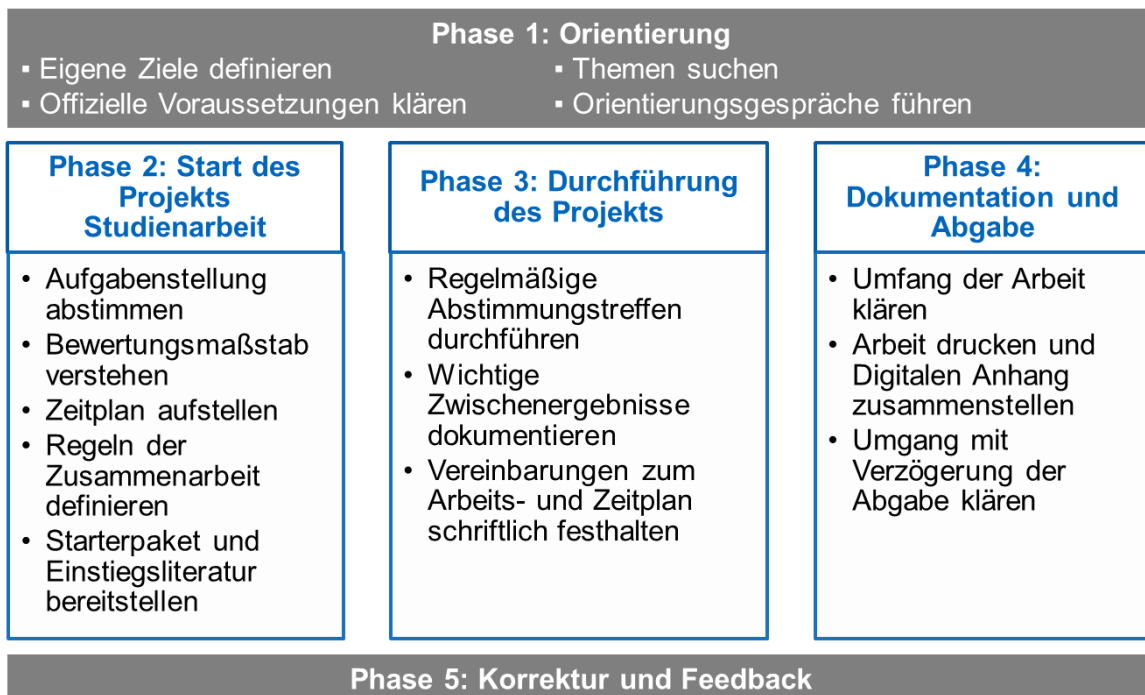 Phase 1: Orientierung
▪ Eigene Ziele definieren
▪ Themen suchen
▪ Offizielle Voraussetzungen klären
▪ Orientierungsgespräche führen
Phase 2: Start des
Projekts
Studienarbeit
• Aufgabenstellung
abstimmen
• Bewertungsmaßstab
verstehen
• Zeitplan aufstellen
• Regeln der
Zusammenarbeit
definieren
• Starterpaket und
Einstiegsliteratur
bereitstellen
Phase 3: Durchführung
des Projekts
• Regelmäßige
Abstimmungstreffen
durchführen
• Wichtige
Zwischenergebnisse
dokumentieren
• Vereinbarungen zum
Arbeits- und Zeitplan
schriftlich festhalten
Phase 4:
Dokumentation und
Abgabe
• Umfang der Arbeit
klären
• Arbeit drucken und
Digitalen Anhang
zusammenstellen
• Umgang mit
Verzögerung der
Abgabe klären
Phase 5: Korrektur und Feedback